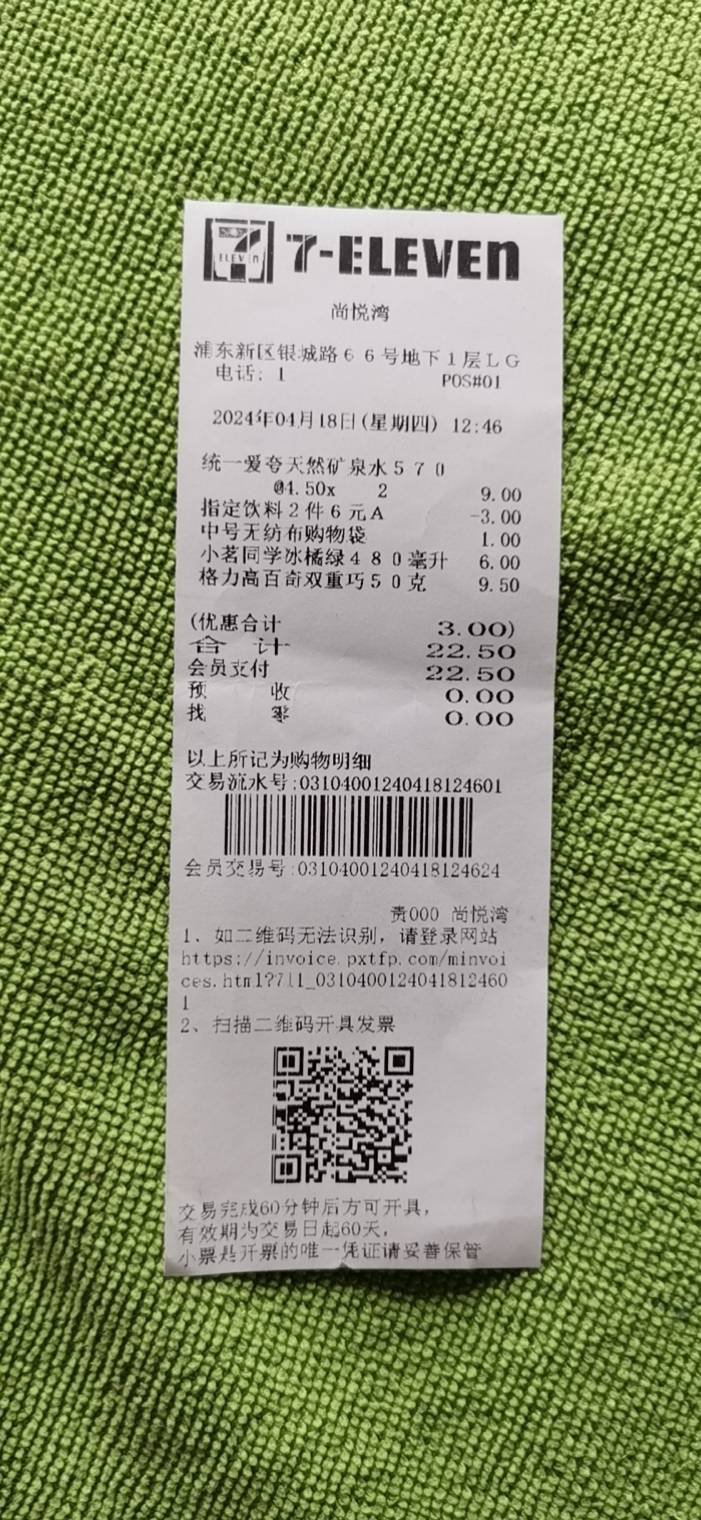 7-ELEVEN
7-ELEVEN
尚悦湾
浦东新区银城路66号地下1层LG
电话: 1 POS#01
2024年04月18日(星期四) 12:46
统一爱夸天然矿泉水570
@4.50x 2 9.00
指定饮料2件6元A -3.00
中号无纺布购物袋 1.00
小茗同学冰橘绿480毫升 6.00
格力高百奇双重巧50克 9.50
(优惠合计 3.00)
合 计 22.50
会员支付 22.50
预 收 0.00
找 零 0.00
以上所记为购物明细
交易流水号:03104001240418124601
会员交易号:03104001240418124624
责000 尚悦湾
1、如二维码无法识别，请登录网站
https://invoice.pxtfp.com/minvoi
ces.html?711_0310400124041812460
1
2、扫描二维码开具发票
交易完成60分钟后方可开具，
有效期为交易日起60天，
小票是开票的唯一凭证请妥善保管